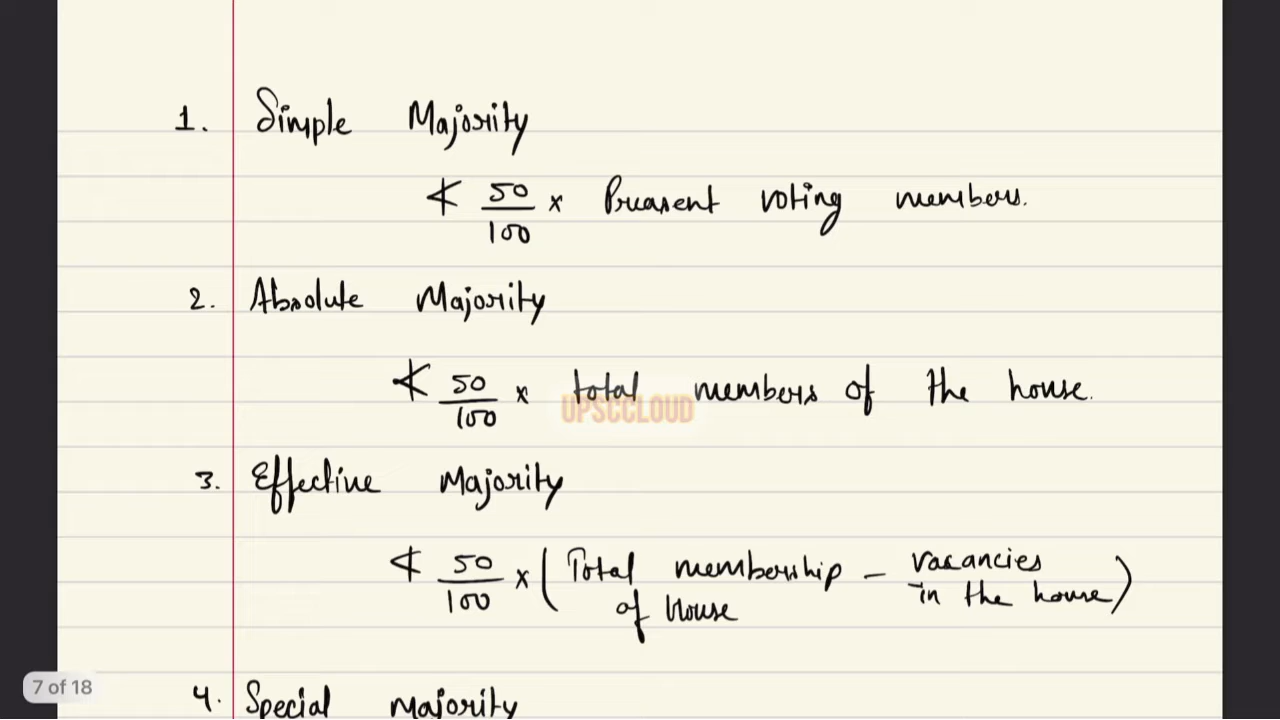 1. Simple Majority
≮ 50/100 × Present voting members.
2. Absolute Majority
≮ 50/100 × total members of the house.
UPSCCLOUD
3. Effective Majority
≮ 50/100 × (Total membership of House – vacancies in the house)
4. Special majority
7 of 18